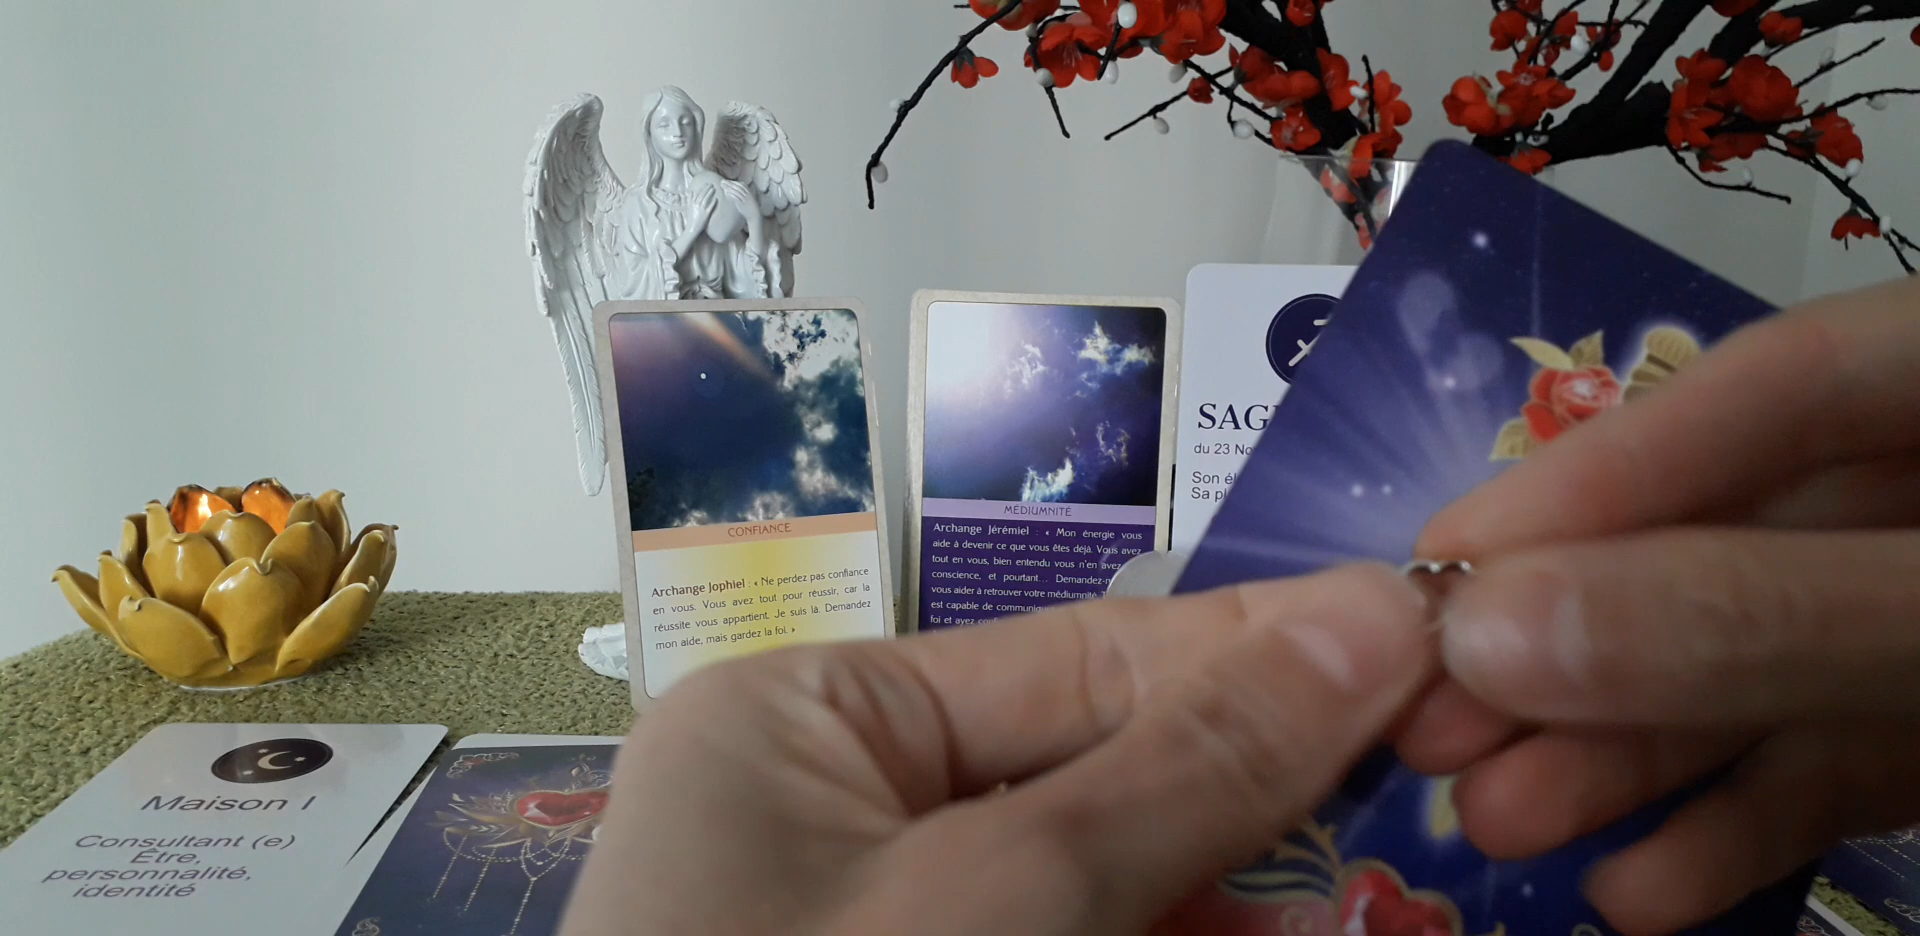 CONFIANCE
Archange Jophiel : « Ne perdez pas confiance
en vous. Vous avez tout pour réussir, car la
réussite vous appartient. Je suis là. Demandez
mon aide, mais gardez la foi. »
MÉDIUMNITÉ
Archange Jérémiel : « Mon énergie vous
aide à devenir ce que vous êtes déjà. Vous avez
tout en vous, bien entendu vous n'en avez
conscience, et pourtant... Demandez-m
vous aider à retrouver votre médiumnité. T
est capable de communiqu
foi et ayez conf
SAG
du 23 No
Son él
Sa pl
Maison I
Consultant (e)
Être,
personnalité,
identité